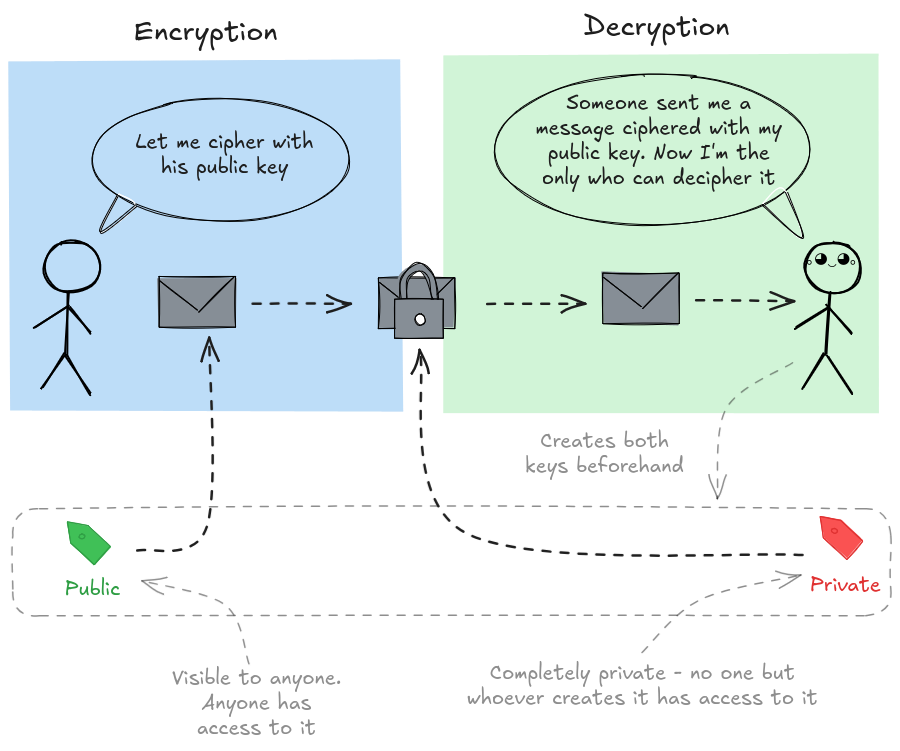 Encryption
Decryption
Let me cipher with
his public key
Someone sent me a
message ciphered with my
public key. Now I'm the
only who can decipher it
Creates both
keys beforehand
Public
Private
Visible to anyone.
Anyone has
access to it
Completely private - no one but
whoever creates it has access to it